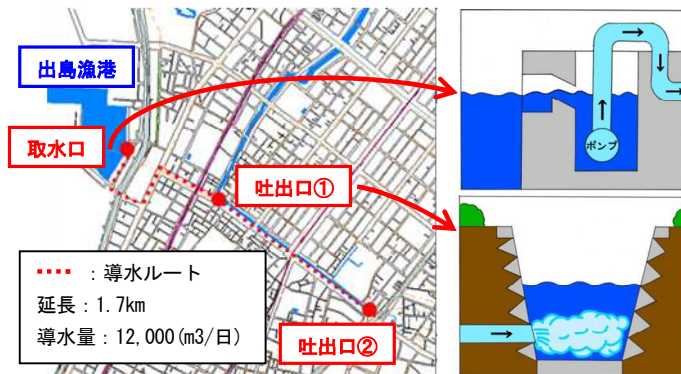 出島漁港
取水口
吐出口①
ポンプ
：導水ルート
延長：1.7km
導水量：12,000(m3/日)
吐出口②